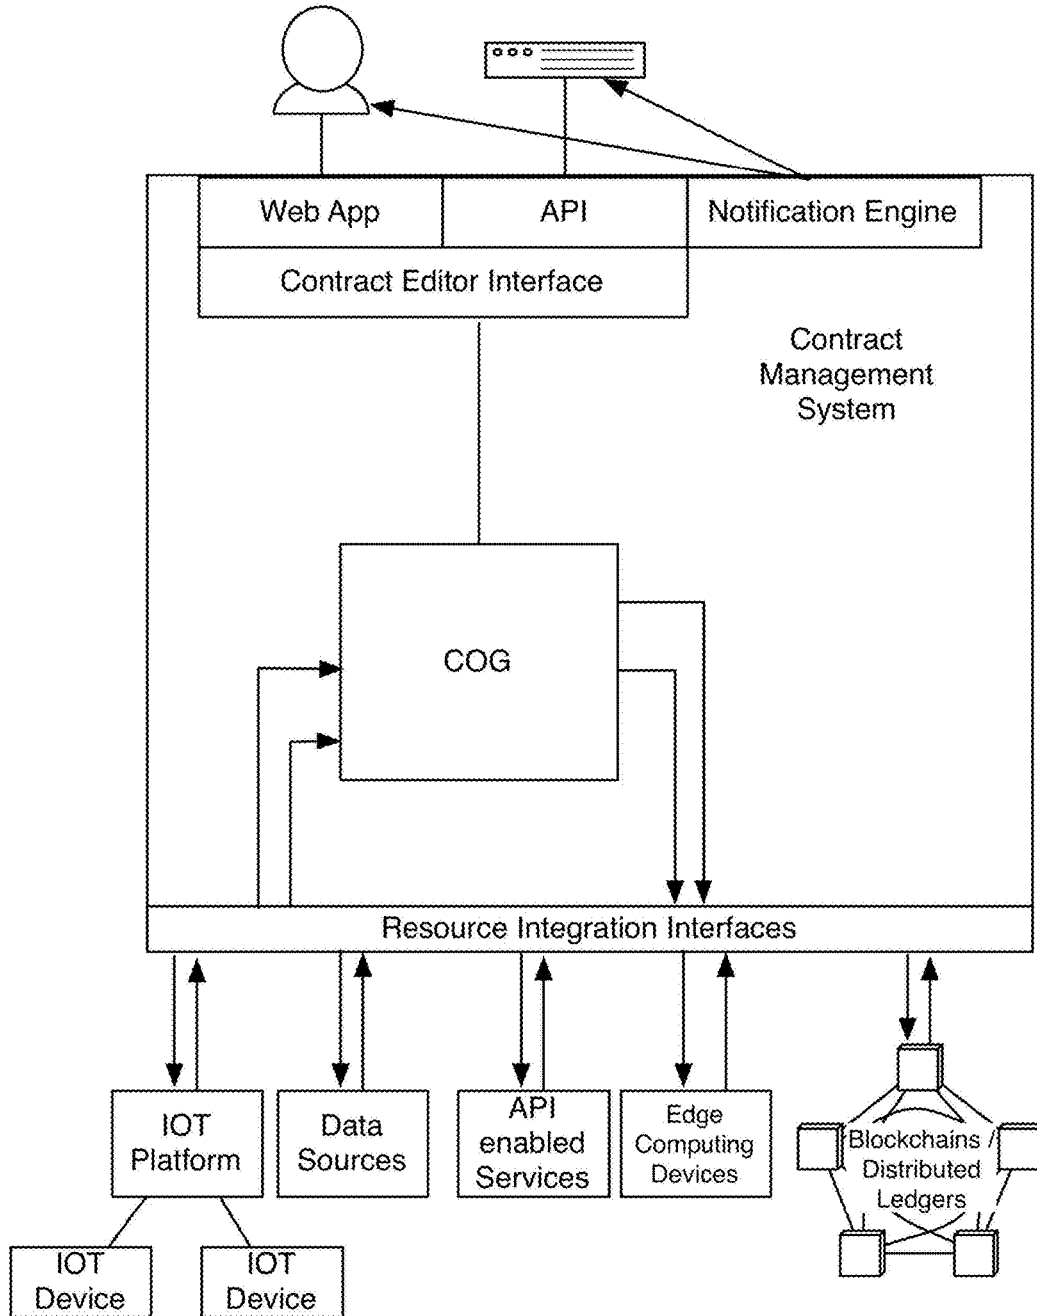 Web App
API
Notification Engine
Contract Editor Interface
Contract
Management
System
COG
Resource Integration Interfaces
IOT
Platform
Data
Sources
API
enabled
Services
Edge
Computing
Devices
Blockchains /
Distributed
Ledgers
IOT
Device
IOT
Device